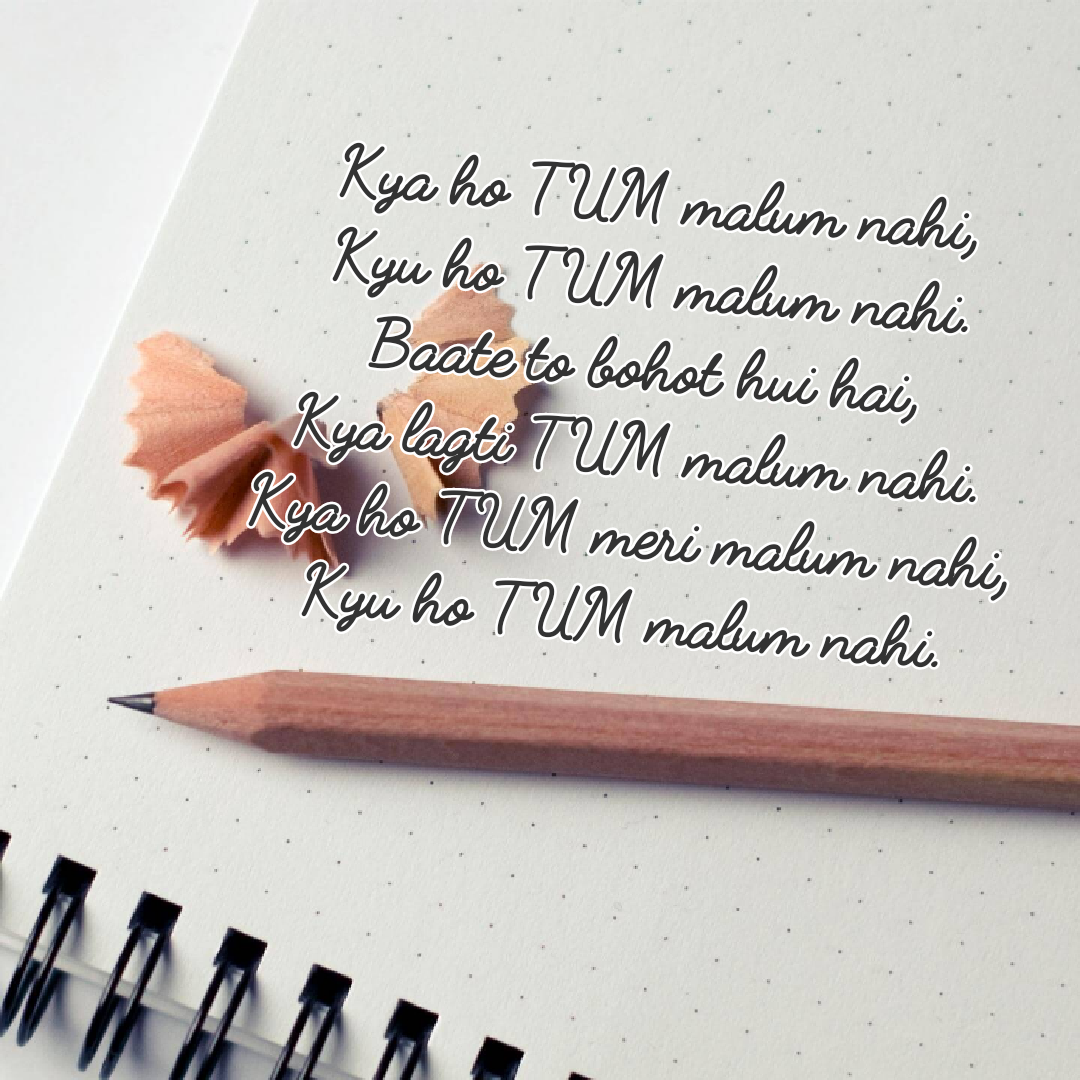 Kya ho TUM malum nahi,
Kyu ho TUM malum nahi.
Baate to bohot hui hai,
Kya lagti TUM malum nahi.
Kya ho TUM meri malum nahi,
Kyu ho TUM malum nahi.